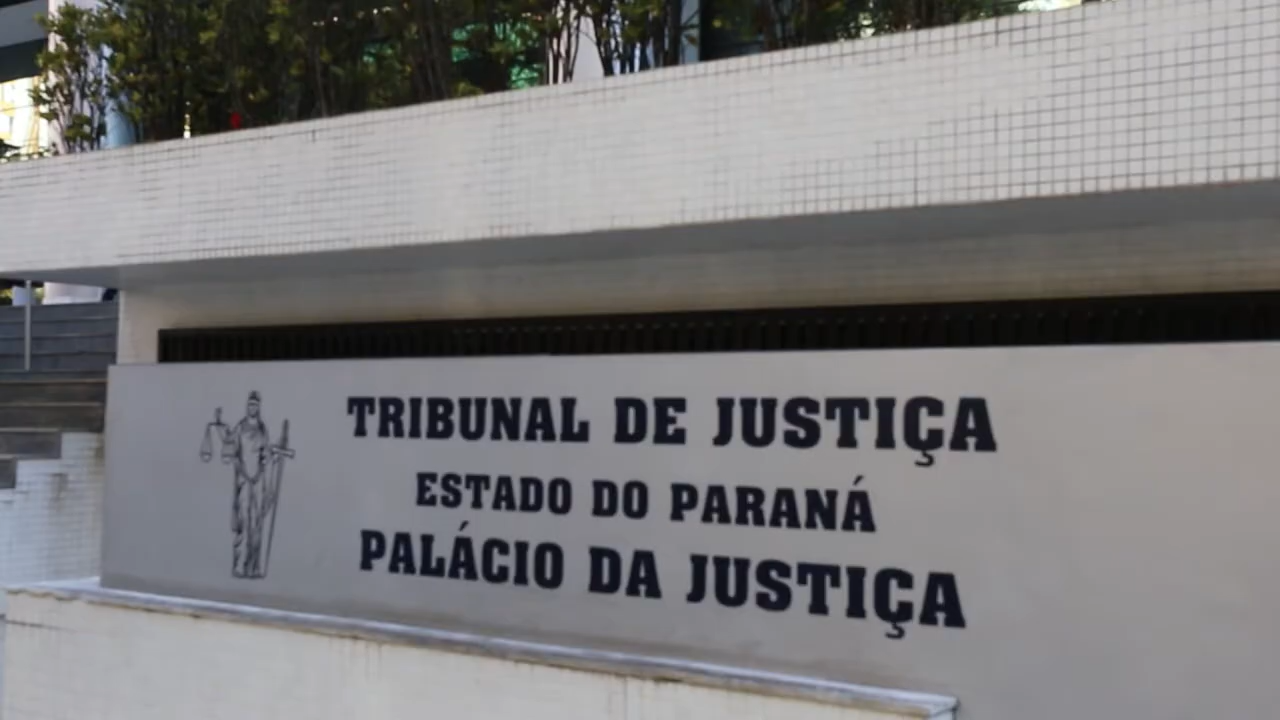 TRIBUNAL DE JUSTIÇA
ESTADO DO PARANÁ
PALÁCIO DA JUSTIÇA